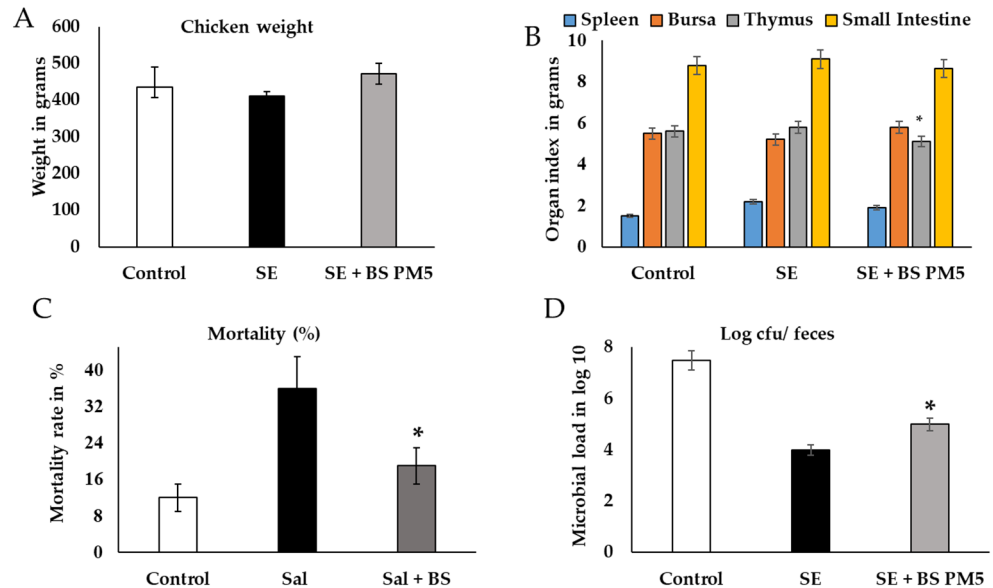 A
Chicken weight
Weight in grams
600
500
400
300
200
100
0
Control SE SE + BS PM5
B
Spleen Bursa Thymus Small Intestine
Organ index in grams
10
8
6
4
2
0
*
Control SE SE + BS PM5
C
Mortality (%)
Mortality rate in %
40
32
24
16
8
0
*
Control Sal Sal + BS
D
Log cfu/ feces
Microbial load in log 10
8
6
4
2
0
*
Control SE SE + BS PM5